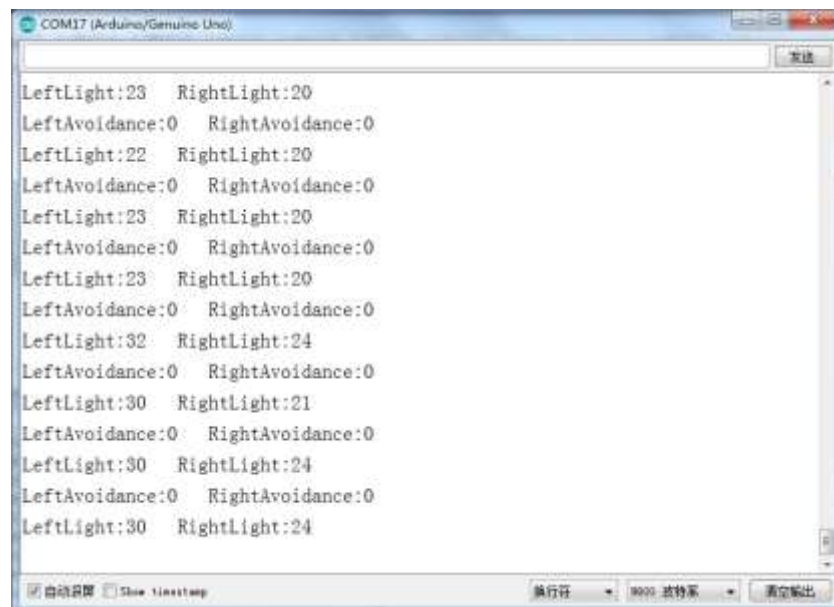 COM17 (Arduino/Genuino Uno)
发送
LeftLight:23 RightLight:20
LeftAvoidance:0 RightAvoidance:0
LeftLight:22 RightLight:20
LeftAvoidance:0 RightAvoidance:0
LeftLight:23 RightLight:20
LeftAvoidance:0 RightAvoidance:0
LeftLight:23 RightLight:20
LeftAvoidance:0 RightAvoidance:0
LeftLight:32 RightLight:24
LeftAvoidance:0 RightAvoidance:0
LeftLight:30 RightLight:21
LeftAvoidance:0 RightAvoidance:0
LeftLight:30 RightLight:24
LeftAvoidance:0 RightAvoidance:0
LeftLight:30 RightLight:24
自动滚屏 Show timestamp 换行符 9600 波特率 清空输出